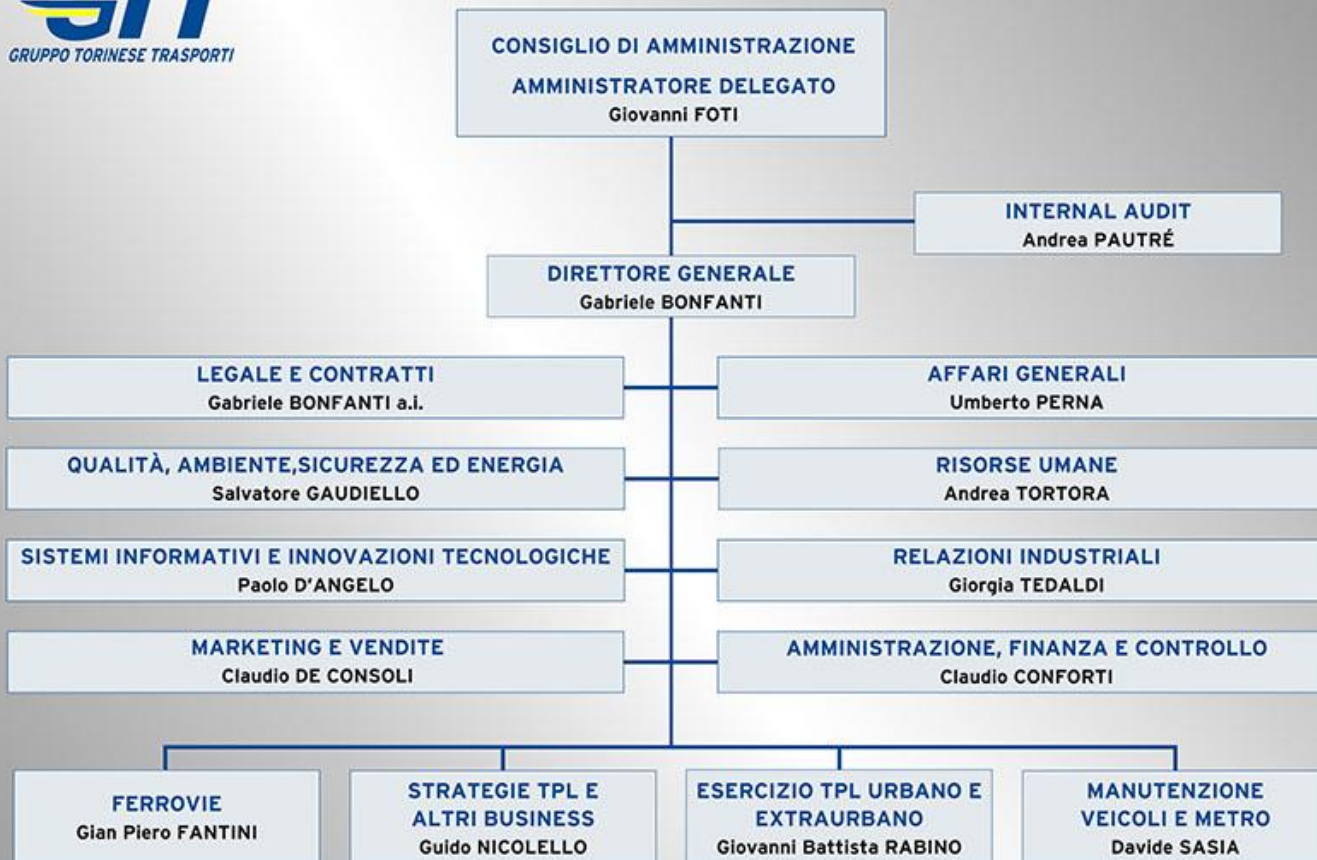 GTT
GRUPPO TORINESE TRASPORTI
CONSIGLIO DI AMMINISTRAZIONE
AMMINISTRATORE DELEGATO
Giovanni FOTI
INTERNAL AUDIT
Andrea PAUTRÉ
DIRETTORE GENERALE
Gabriele BONFANTI
LEGALE E CONTRATTI
Gabriele BONFANTI a.i.
AFFARI GENERALI
Umberto PERNA
QUALITÀ, AMBIENTE,SICUREZZA ED ENERGIA
Salvatore GAUDIELLO
RISORSE UMANE
Andrea TORTORA
SISTEMI INFORMATIVI E INNOVAZIONI TECNOLOGICHE
Paolo D'ANGELO
RELAZIONI INDUSTRIALI
Giorgia TEDALDI
MARKETING E VENDITE
Claudio DE CONSOLI
AMMINISTRAZIONE, FINANZA E CONTROLLO
Claudio CONFORTI
FERROVIE
Gian Piero FANTINI
STRATEGIE TPL E
ALTRI BUSINESS
Guido NICOLELLO
ESERCIZIO TPL URBANO E
EXTRAURBANO
Giovanni Battista RABINO
MANUTENZIONE
VEICOLI E METRO
Davide SASIA